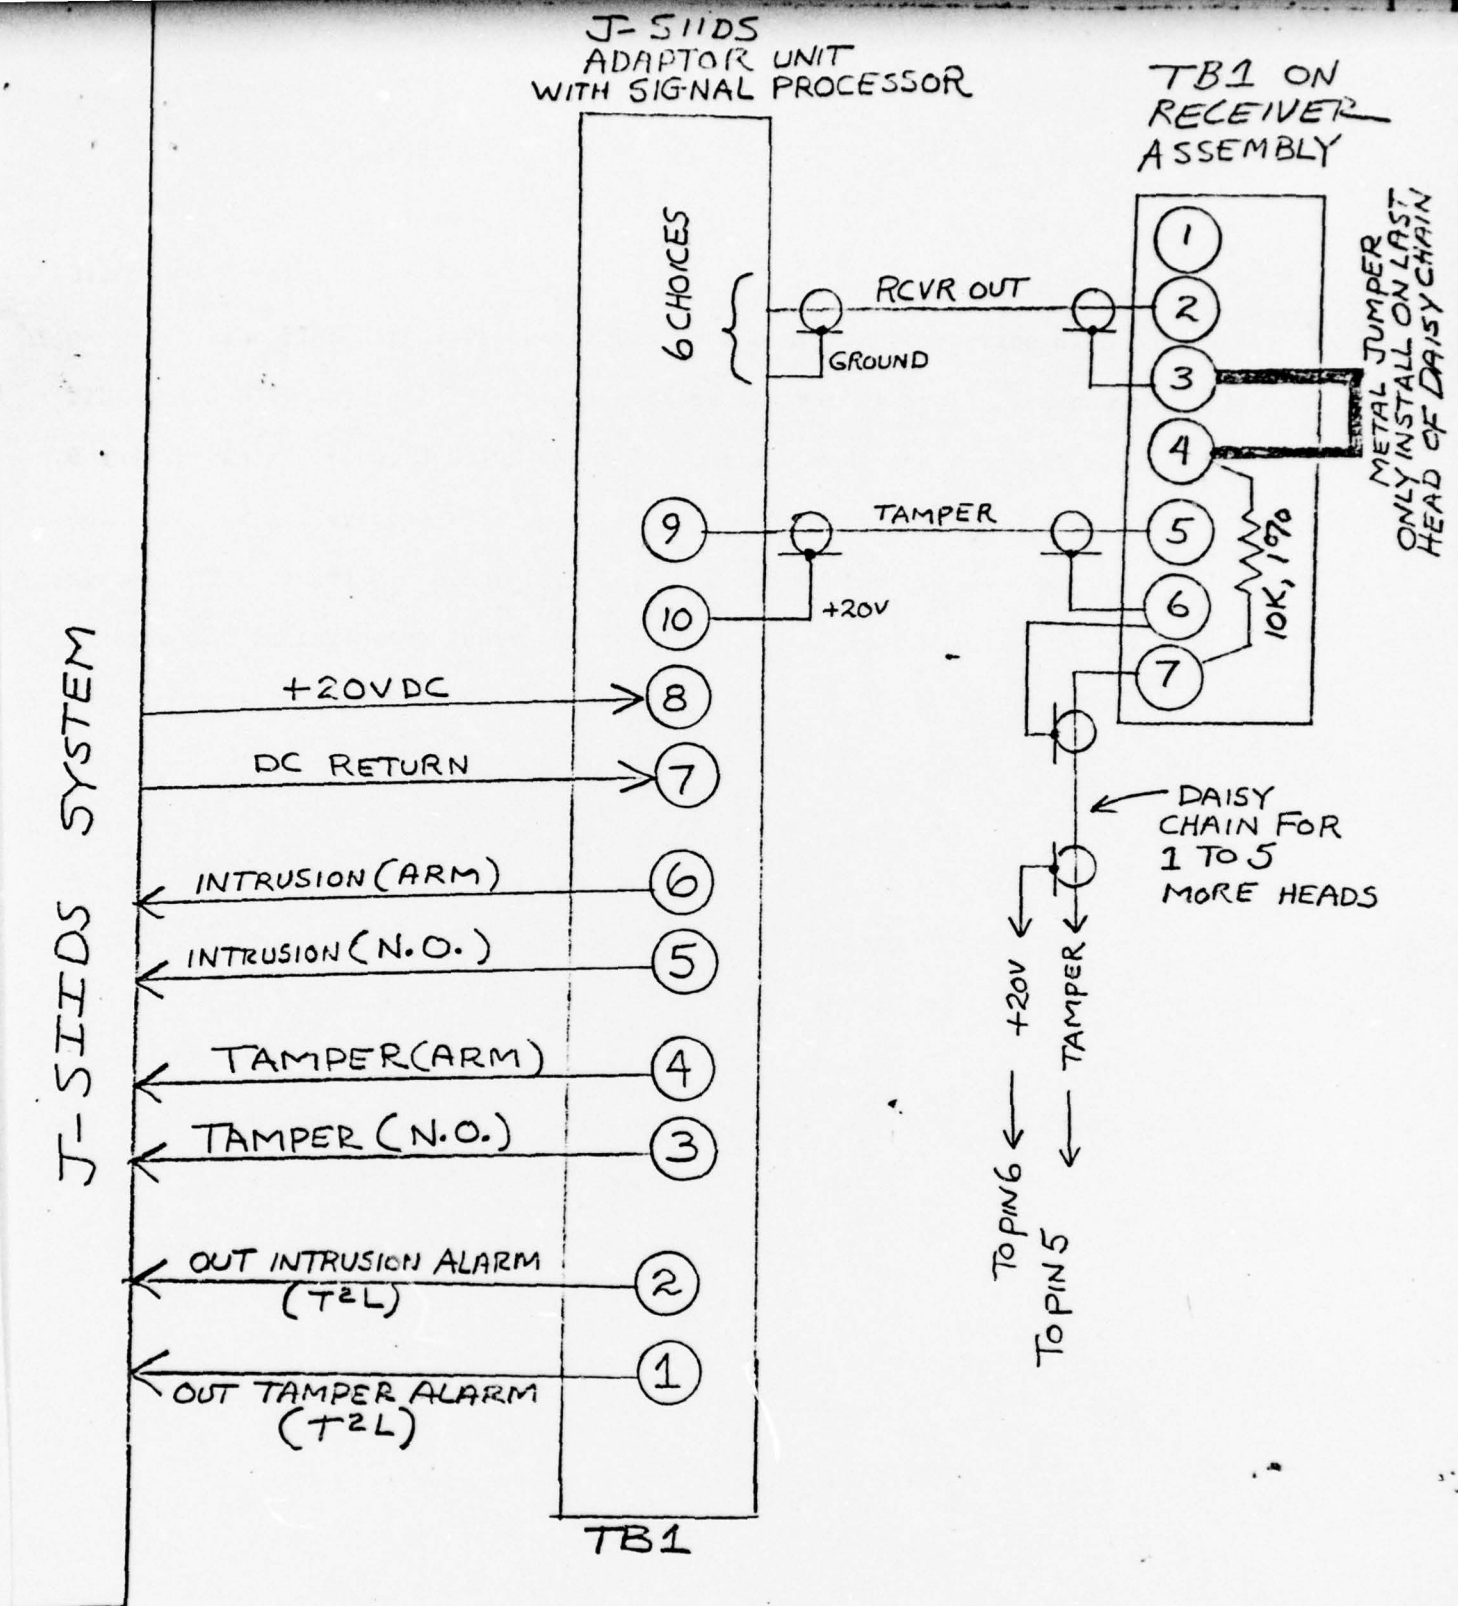 J-SIIDS
ADAPTOR UNIT
WITH SIGNAL PROCESSOR
TB1 ON
RECEIVER
ASSEMBLY
6 CHOICES
RCVR OUT
GROUND
1
2
3
4
5
6
7
METAL JUMPER
ONLY INSTALL ON LAST
HEAD OF DAISY CHAIN
10K, 1%
9
TAMPER
10
+20V
+20VDC
8
DC RETURN
7
INTRUSION (ARM)
6
INTRUSION (N.O.)
5
TAMPER (ARM)
4
TAMPER (N.O.)
3
OUT INTRUSION ALARM
(T²L)
2
OUT TAMPER ALARM
(T²L)
1
J-SIIDS SYSTEM
DAISY
CHAIN FOR
1 TO 5
MORE HEADS
TO PIN 6 ← +20V
TO PIN 5 ← TAMPER
TB1